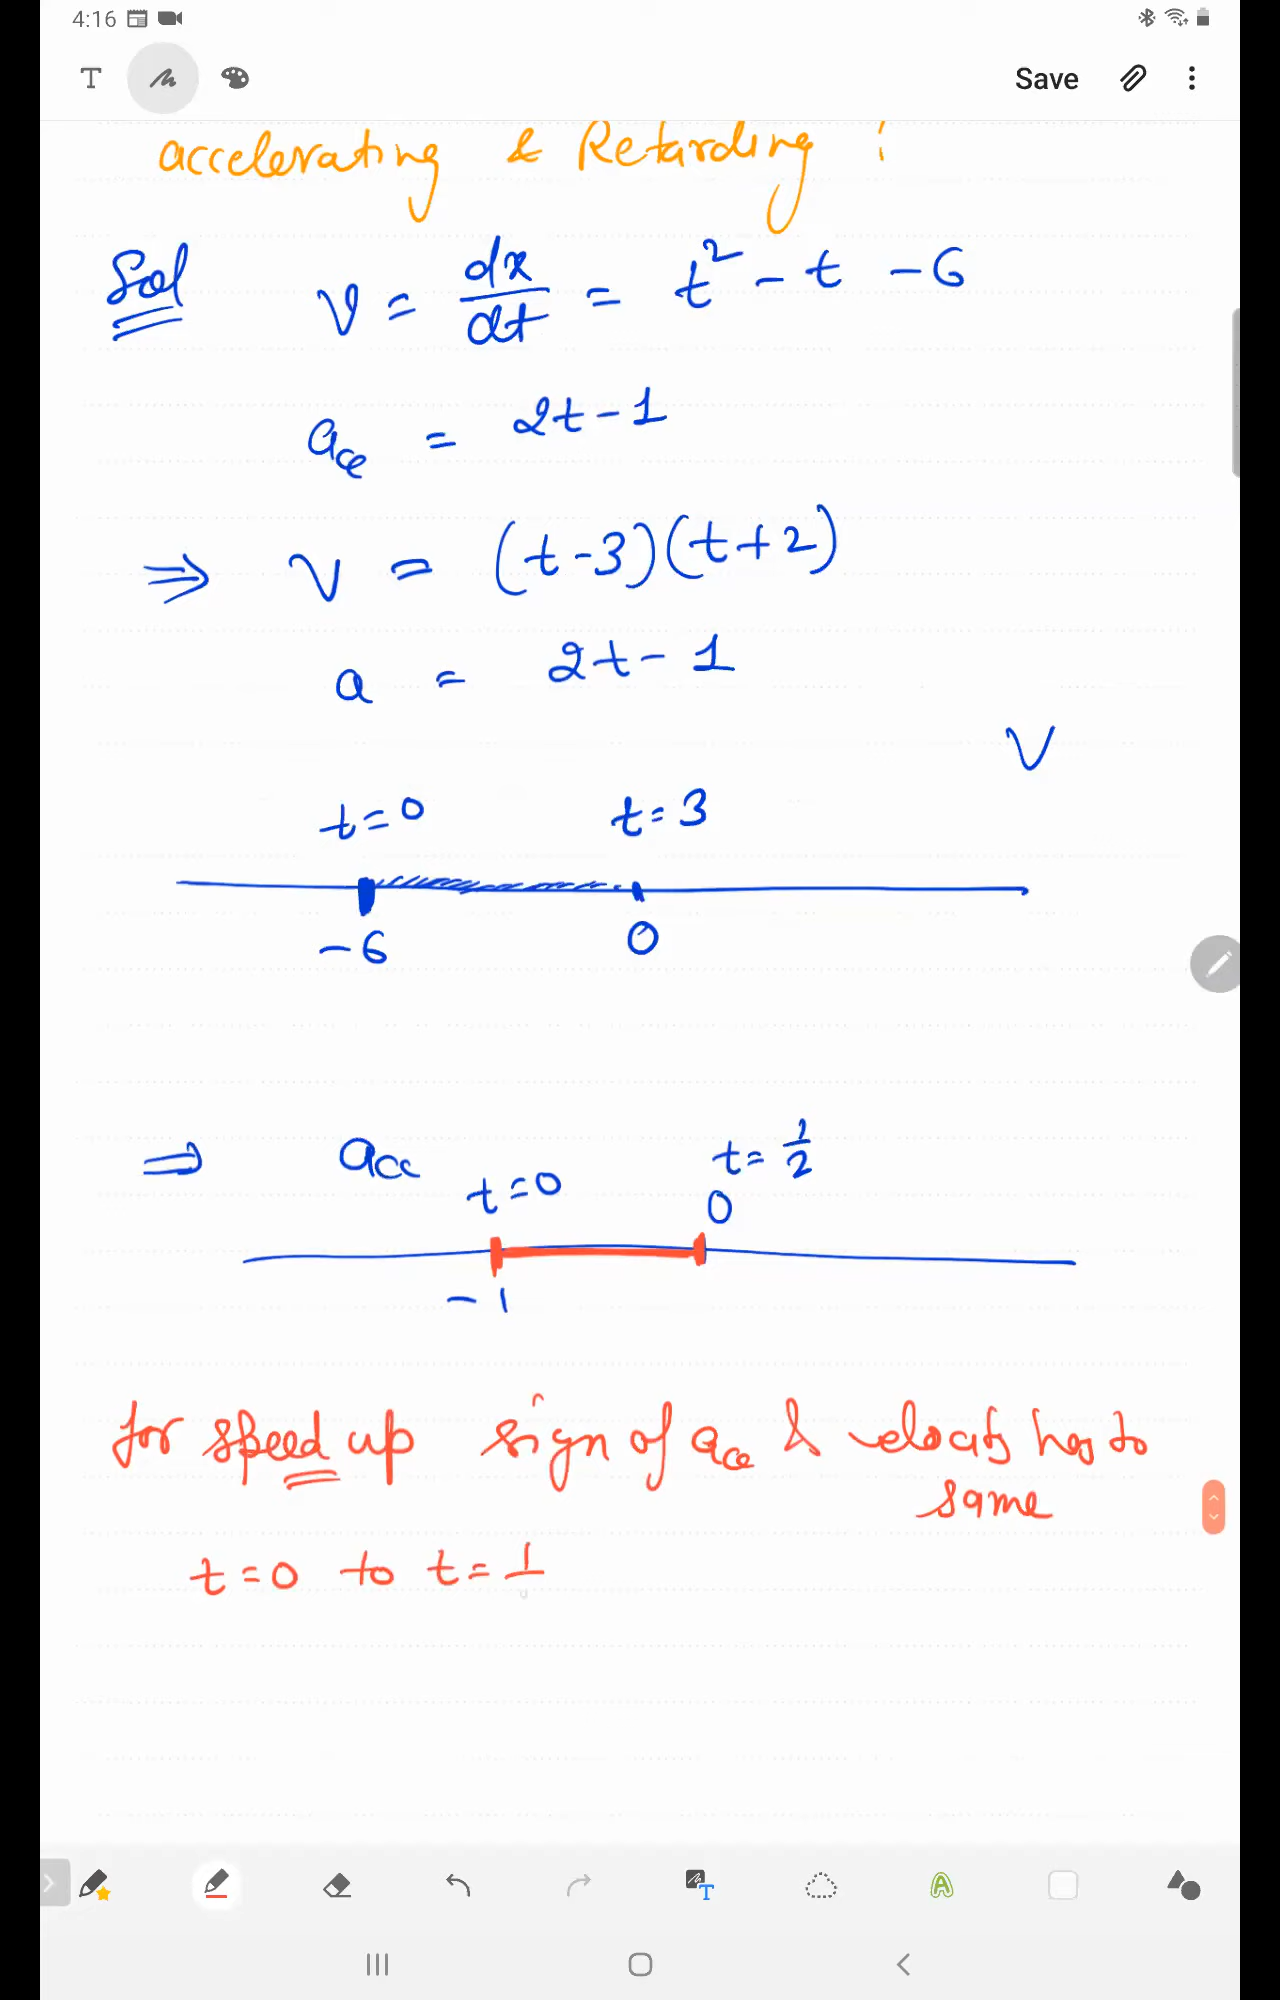 4:16
T
Save
accelerating & Retarding ?
Sol v = dx/dt = t² - t - 6
acc = 2t - 1
⇒ v = (t-3)(t+2)
a = 2t - 1
V
t=0 t=3
-6 0
⇒ acc t=0 t=1/2
0
-1
for speed up sign of acc & velocity has to
same
t=0 to t=1
T
A